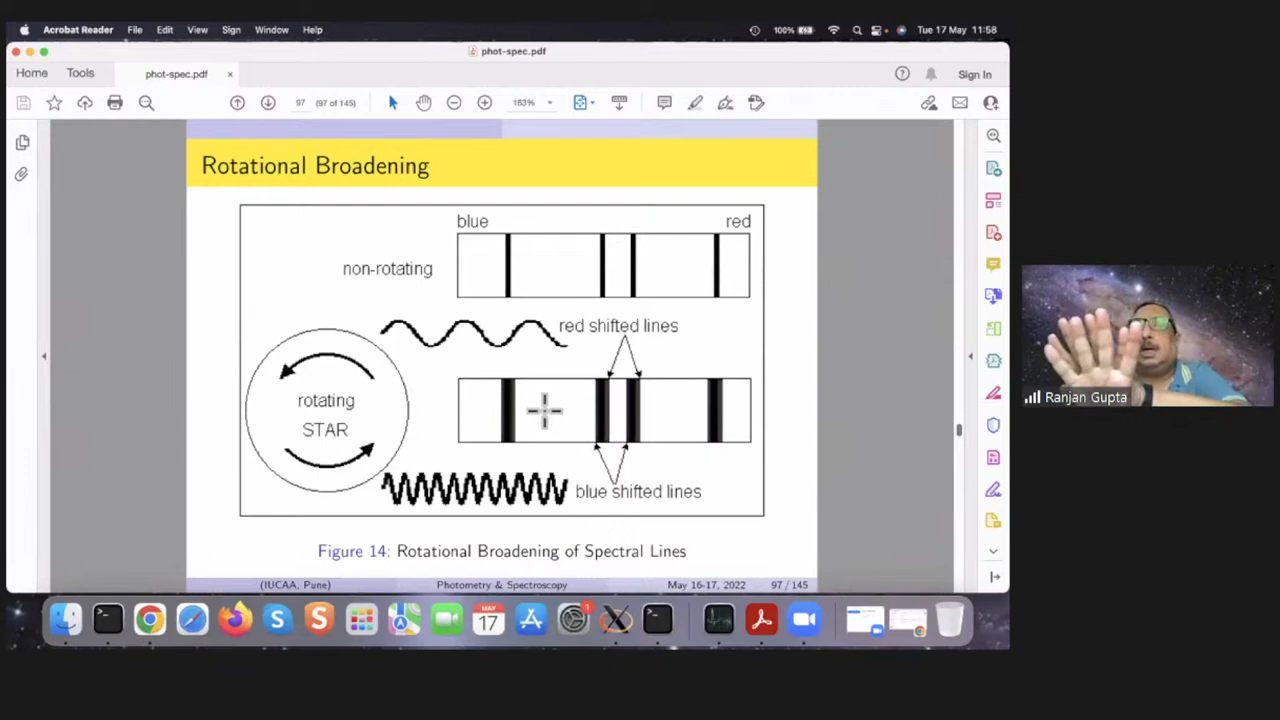 Acrobat Reader File Edit View Sign Window Help 100% Tue 17 May 11:58
phot-spec.pdf
Home Tools phot-spec.pdf × Sign In
97 (97 of 145) 163%
Rotational Broadening
blue red
non-rotating
red shifted lines
rotating
STAR
blue shifted lines
Figure 14: Rotational Broadening of Spectral Lines
(IUCAA, Pune) Photometry & Spectroscopy May 16-17, 2022 97 / 145
Ranjan Gupta
MAY
17
1